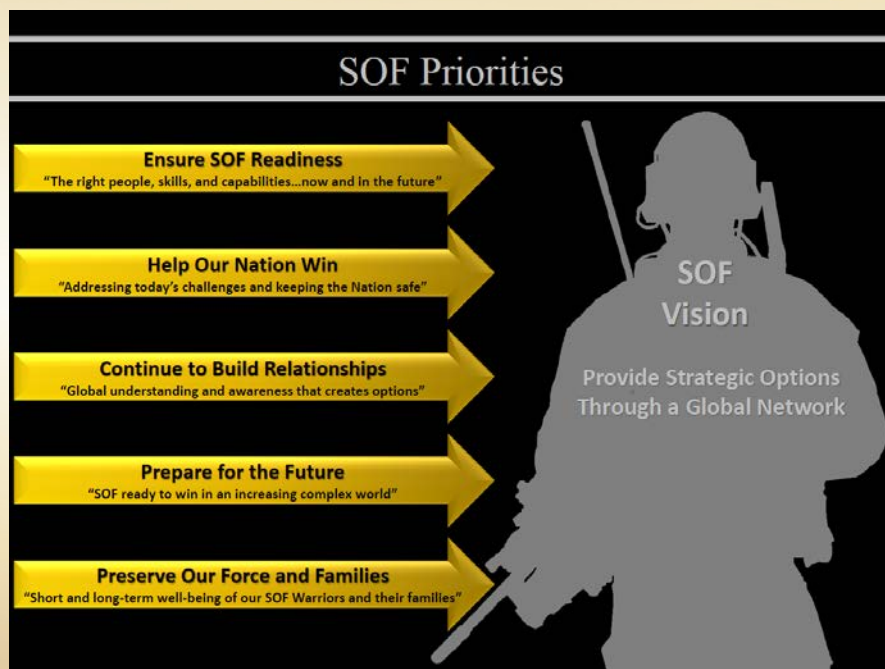 SOF Priorities
Ensure SOF Readiness
“The right people, skills, and capabilities...now and in the future”
Help Our Nation Win
“Addressing today’s challenges and keeping the Nation safe”
Continue to Build Relationships
“Global understanding and awareness that creates options”
Prepare for the Future
“SOF ready to win in an increasing complex world”
Preserve Our Force and Families
“Short and long-term well-being of our SOF Warriors and their families”
SOF
Vision
Provide Strategic Options
Through a Global Network